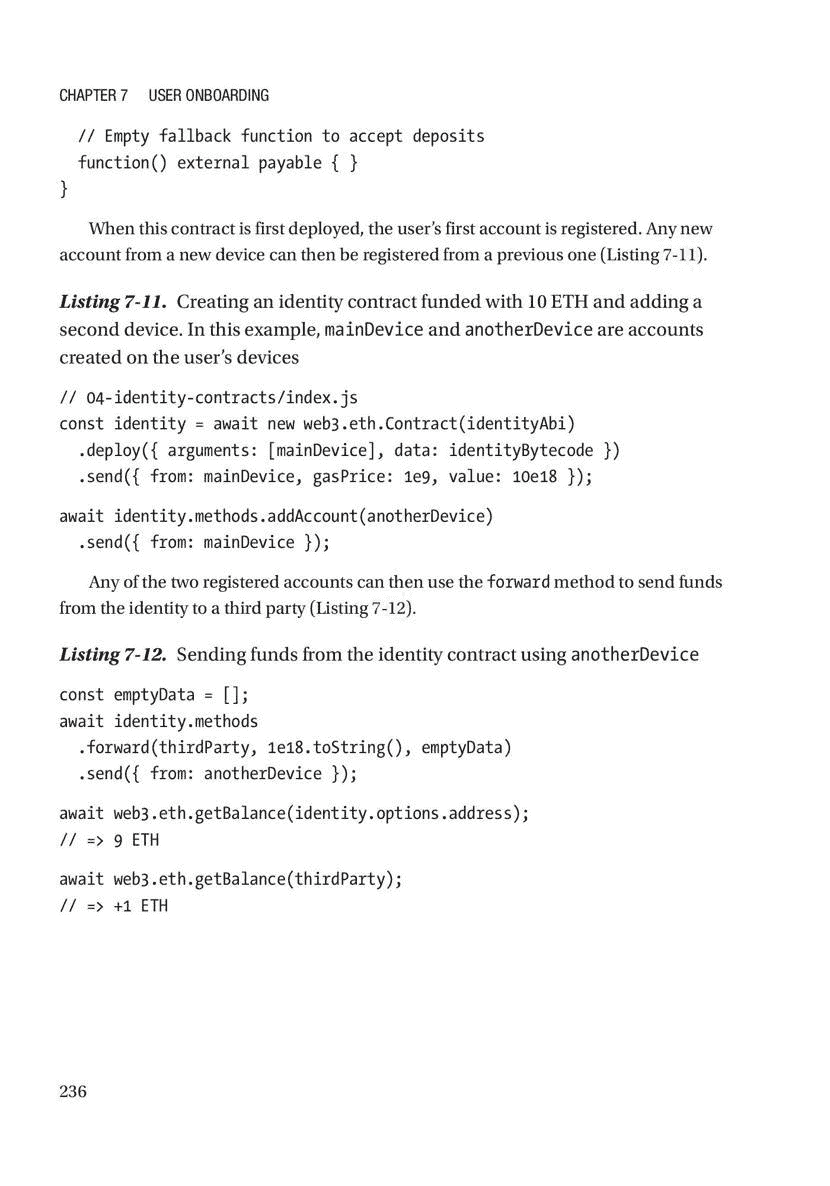 CHAPTER 7 USER ONBOARDING
// Empty fallback function to accept deposits
function() external payable { }
}
When this contract is first deployed, the user’s first account is registered. Any new
account from a new device can then be registered from a previous one (Listing 7-11).
Listing 7-11. Creating an identity contract funded with 10 ETH and adding a
second device. In this example, mainDevice and anotherDevice are accounts
created on the user’s devices
// 04-identity-contracts/index.js
const identity = await new web3.eth.Contract(identityAbi)
.deploy({ arguments: [mainDevice], data: identityBytecode })
.send({ from: mainDevice, gasPrice: 1e9, value: 10e18 });
await identity.methods.addAccount(anotherDevice)
.send({ from: mainDevice });
Any of the two registered accounts can then use the forward method to send funds
from the identity to a third party (Listing 7-12).
Listing 7-12. Sending funds from the identity contract using anotherDevice
const emptyData = [];
await identity.methods
.forward(thirdParty, 1e18.toString(), emptyData)
.send({ from: anotherDevice });
await web3.eth.getBalance(identity.options.address);
// => 9 ETH
await web3.eth.getBalance(thirdParty);
// => +1 ETH
236